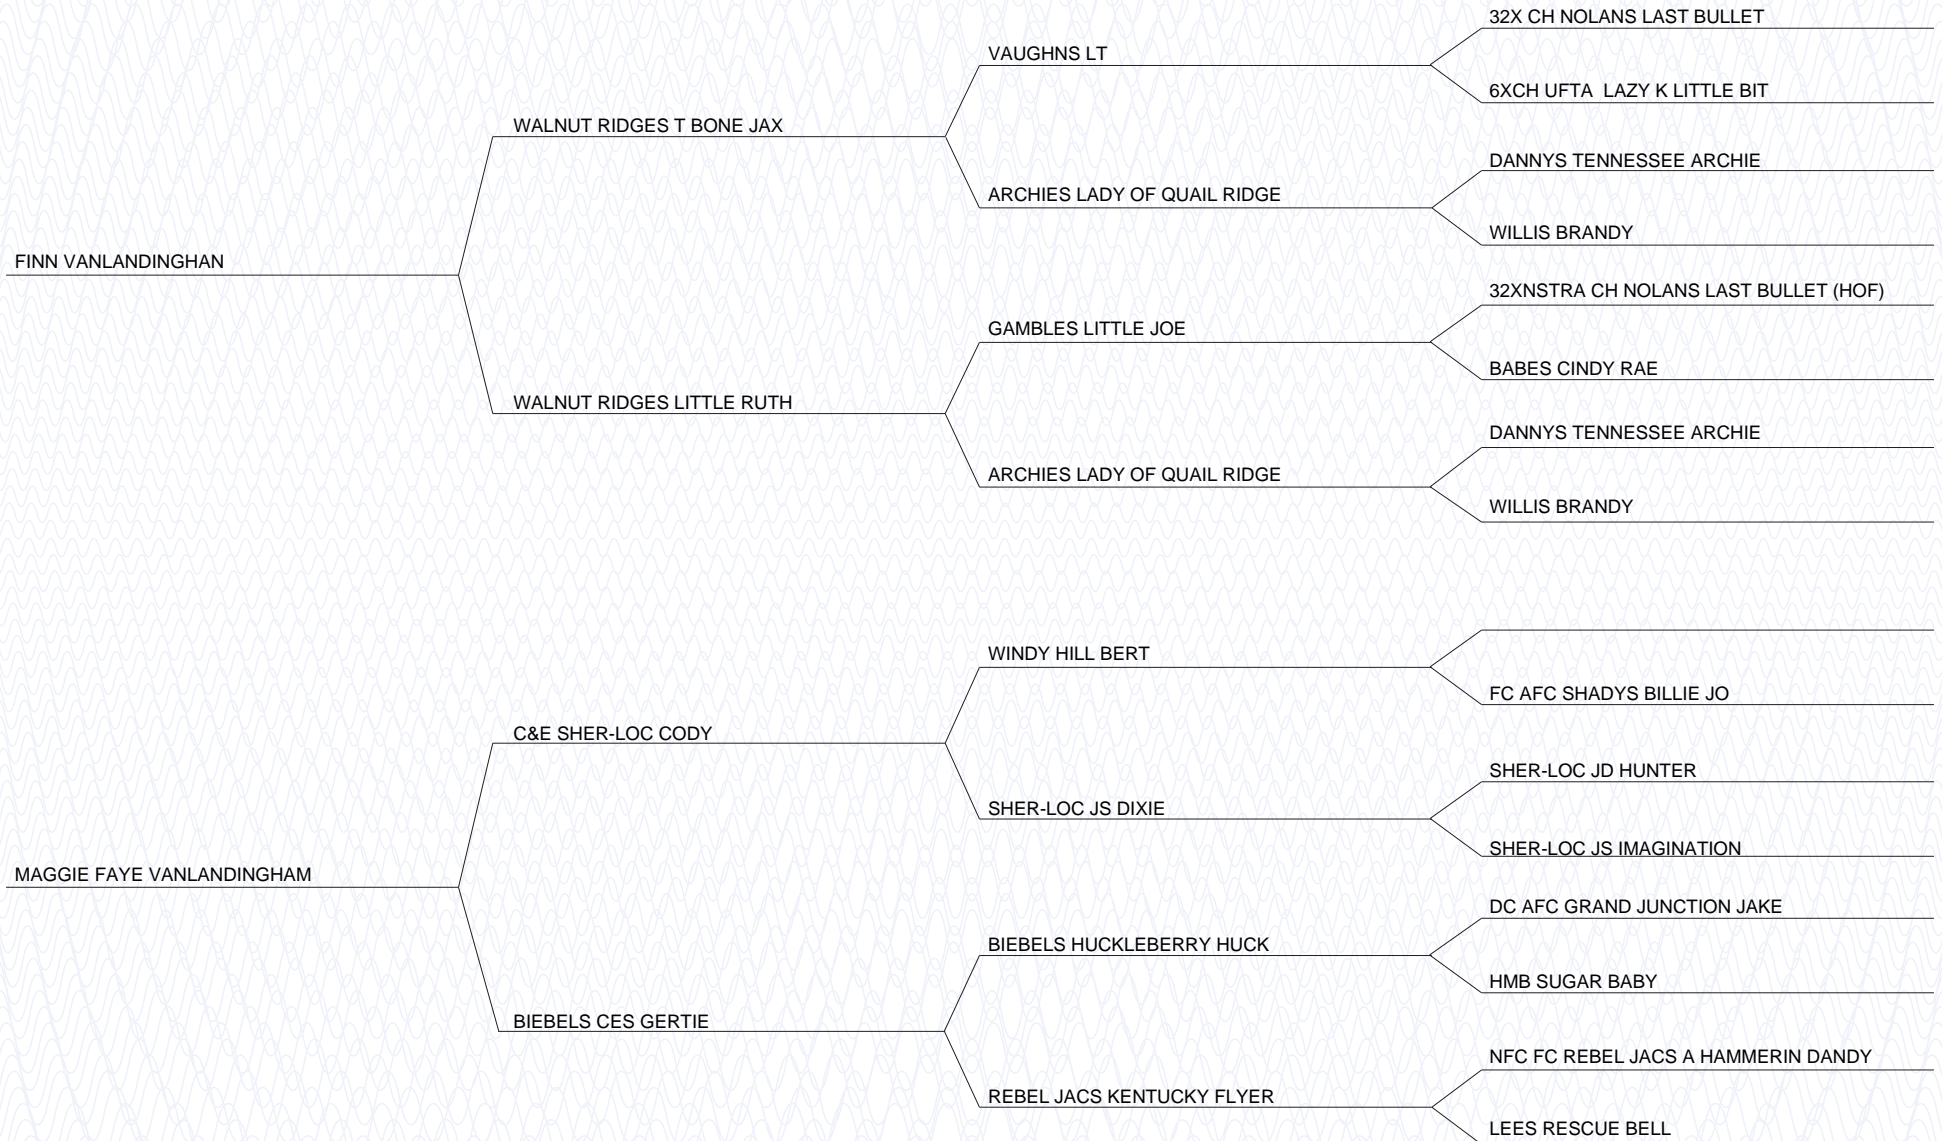 32X CH NOLANS LAST BULLET
VAUGHNS LT
6XCH UFTA  LAZY K LITTLE BIT
WALNUT RIDGES T BONE JAX
DANNYS TENNESSEE ARCHIE
ARCHIES LADY OF QUAIL RIDGE
WILLIS BRANDY
FINN VANLANDINGHAN
32XNSTRA CH NOLANS LAST BULLET (HOF)
GAMBLES LITTLE JOE
BABES CINDY RAE
WALNUT RIDGES LITTLE RUTH
DANNYS TENNESSEE ARCHIE
ARCHIES LADY OF QUAIL RIDGE
WILLIS BRANDY
WINDY HILL BERT
FC AFC SHADYS BILLIE JO
C&E SHER-LOC CODY
SHER-LOC JD HUNTER
SHER-LOC JS DIXIE
SHER-LOC JS IMAGINATION
MAGGIE FAYE VANLANDINGHAM
DC AFC GRAND JUNCTION JAKE
BIEBELS HUCKLEBERRY HUCK
HMB SUGAR BABY
BIEBELS CES GERTIE
NFC FC REBEL JACS A HAMMERIN DANDY
REBEL JACS KENTUCKY FLYER
LEES RESCUE BELL